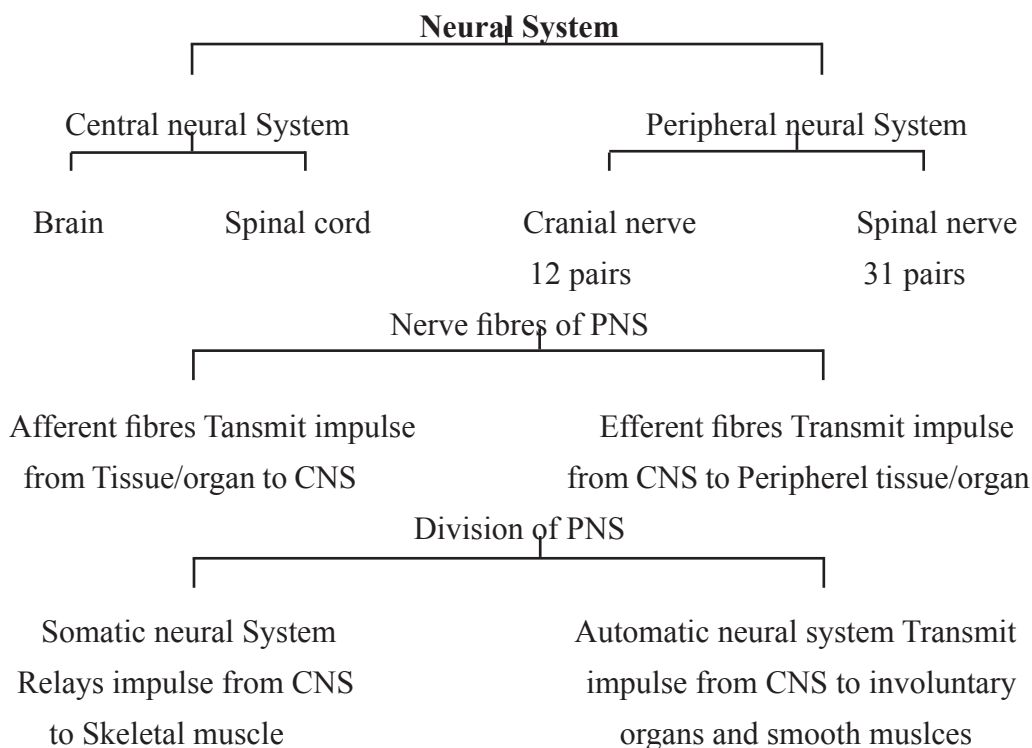 Neural System
Central neural System Peripheral neural System
Brain Spinal cord Cranial nerve Spinal nerve
12 pairs 31 pairs
Nerve fibres of PNS
Afferent fibres Tansmit impulse Efferent fibres Transmit impulse
from Tissue/organ to CNS from CNS to Peripherel tissue/organ
Division of PNS
Somatic neural System Automatic neural system Transmit
Relays impulse from CNS impulse from CNS to involuntary
to Skeletal muscle organs and smooth muslces